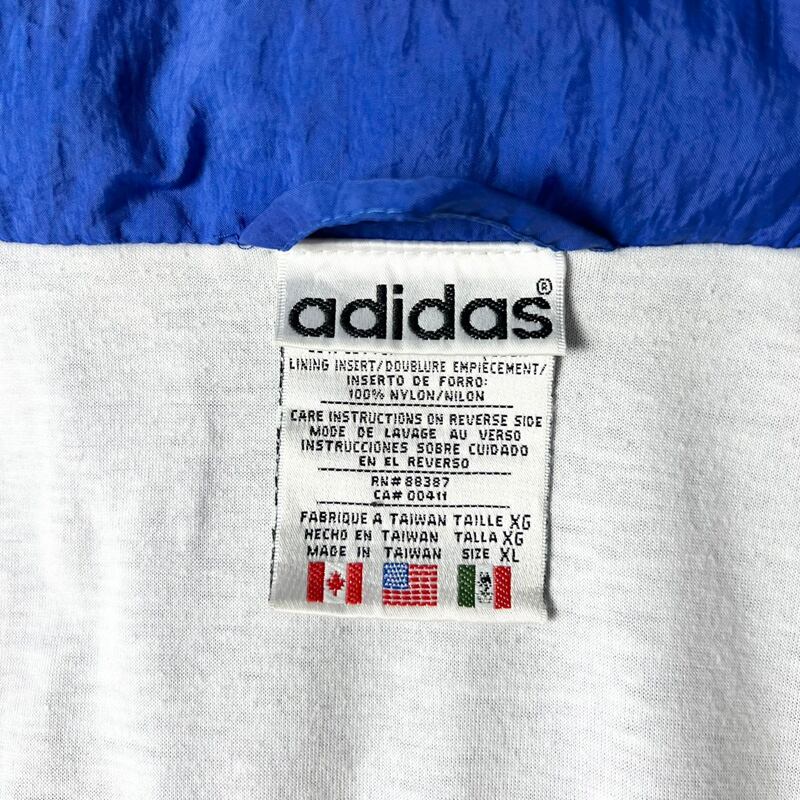 adidas®
LINING INSERT/DOUBLURE EMPIÈCEMENT/
INSERTO DE FORRO:
100% NYLON/NILON
CARE INSTRUCTIONS ON REVERSE SIDE
MODE DE LAVAGE AU VERSO
INSTRUCCIONES SOBRE CUIDADO
EN EL REVERSO
RN# 88387
CA# 00411
FABRIQUE A TAIWAN TAILLE XG
HECHO EN TAIWAN TALLA XG
MADE IN TAIWAN SIZE XL